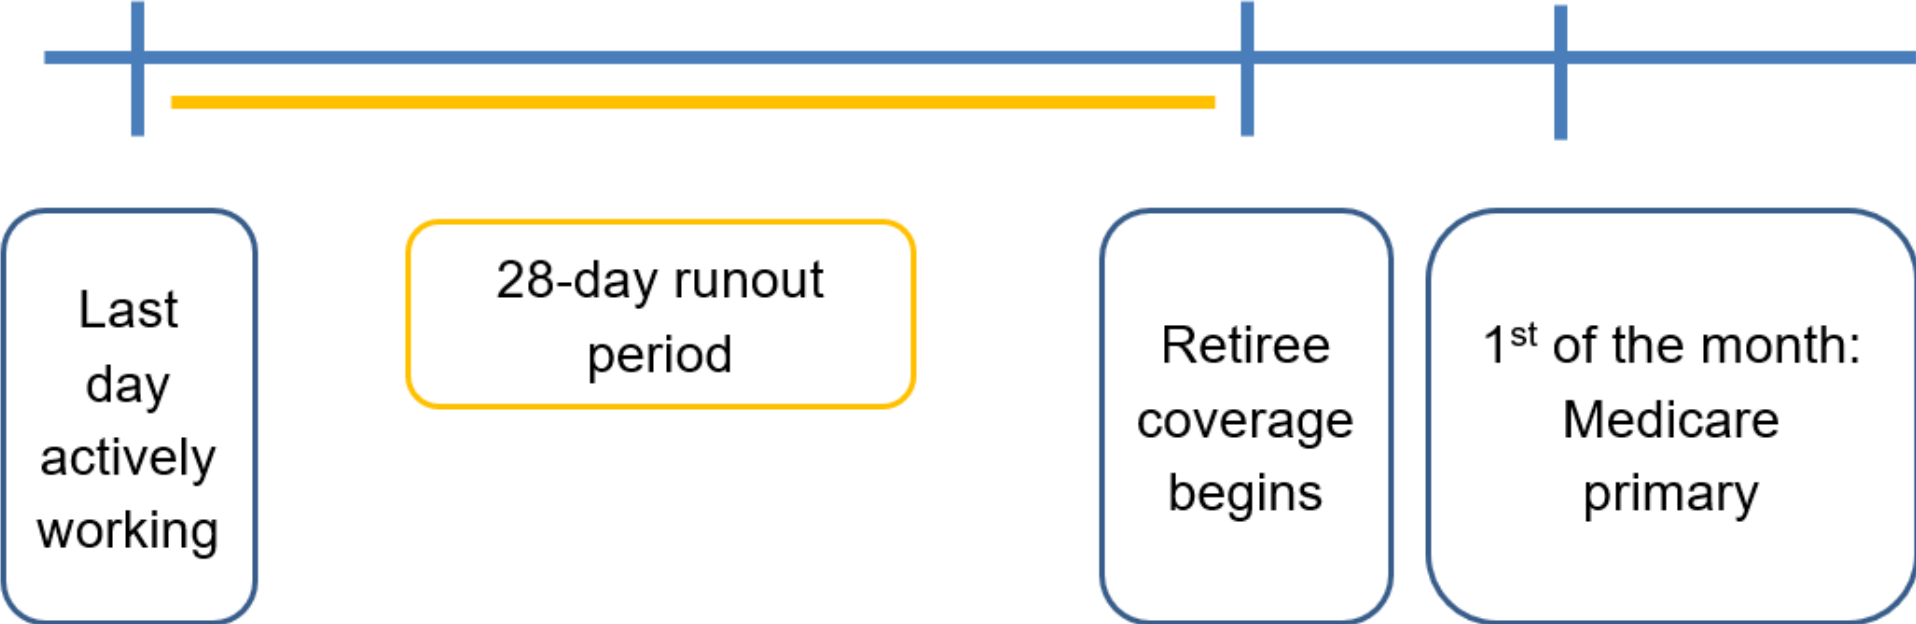 Last
day
actively
working
28-day runout
period
Retiree
coverage
begins
1st of the month:
Medicare
primary